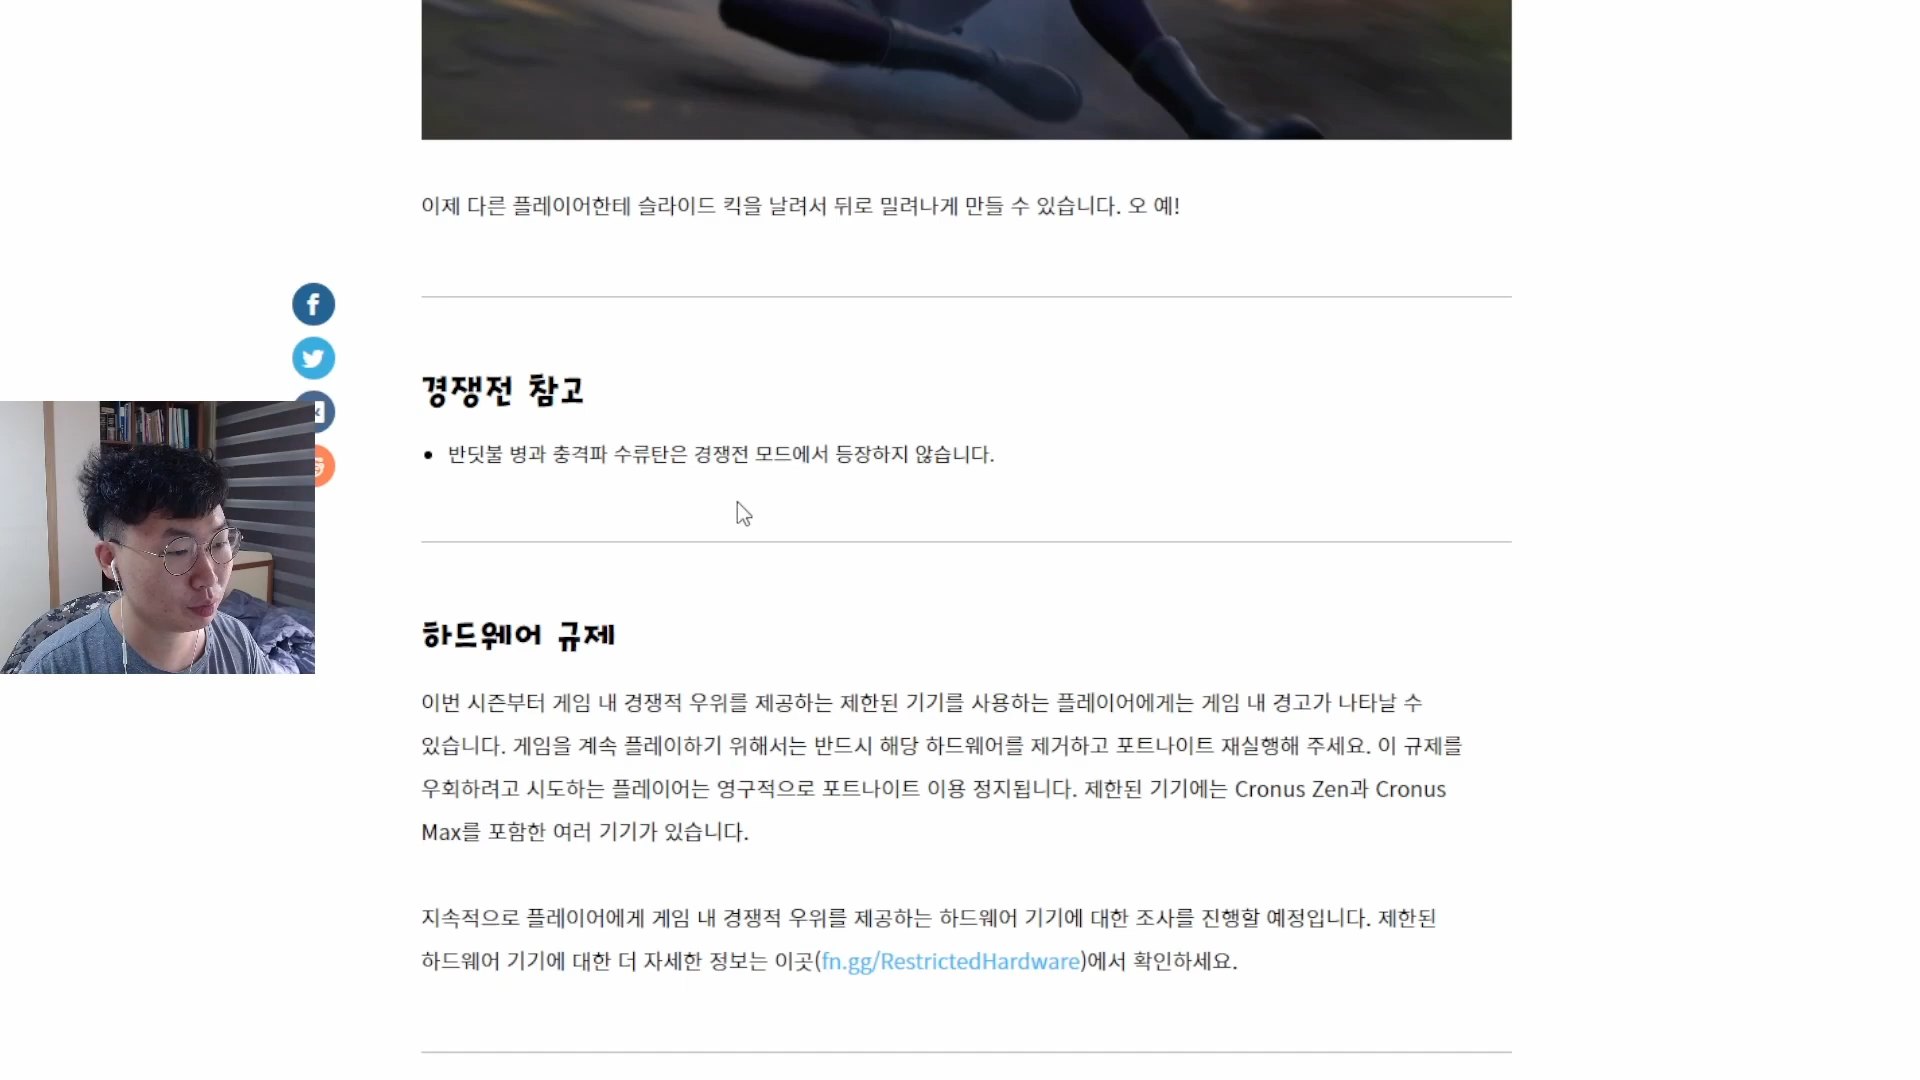 이제 다른 플레이어한테 슬라이드 킥을 날려서 뒤로 밀려나게 만들 수 있습니다. 오 예!
경쟁전 참고
반딧불 병과 충격파 수류탄은 경쟁전 모드에서 등장하지 않습니다.
하드웨어 규제
이번 시즌부터 게임 내 경쟁적 우위를 제공하는 제한된 기기를 사용하는 플레이어에게는 게임 내 경고가 나타날 수
있습니다. 게임을 계속 플레이하기 위해서는 반드시 해당 하드웨어를 제거하고 포트나이트 재실행해 주세요. 이 규제를
우회하려고 시도하는 플레이어는 영구적으로 포트나이트 이용 정지됩니다. 제한된 기기에는 Cronus Zen과 Cronus
Max를 포함한 여러 기기가 있습니다.
지속적으로 플레이어에게 게임 내 경쟁적 우위를 제공하는 하드웨어 기기에 대한 조사를 진행할 예정입니다. 제한된
하드웨어 기기에 대한 더 자세한 정보는 이곳(fn.gg/RestrictedHardware)에서 확인하세요.